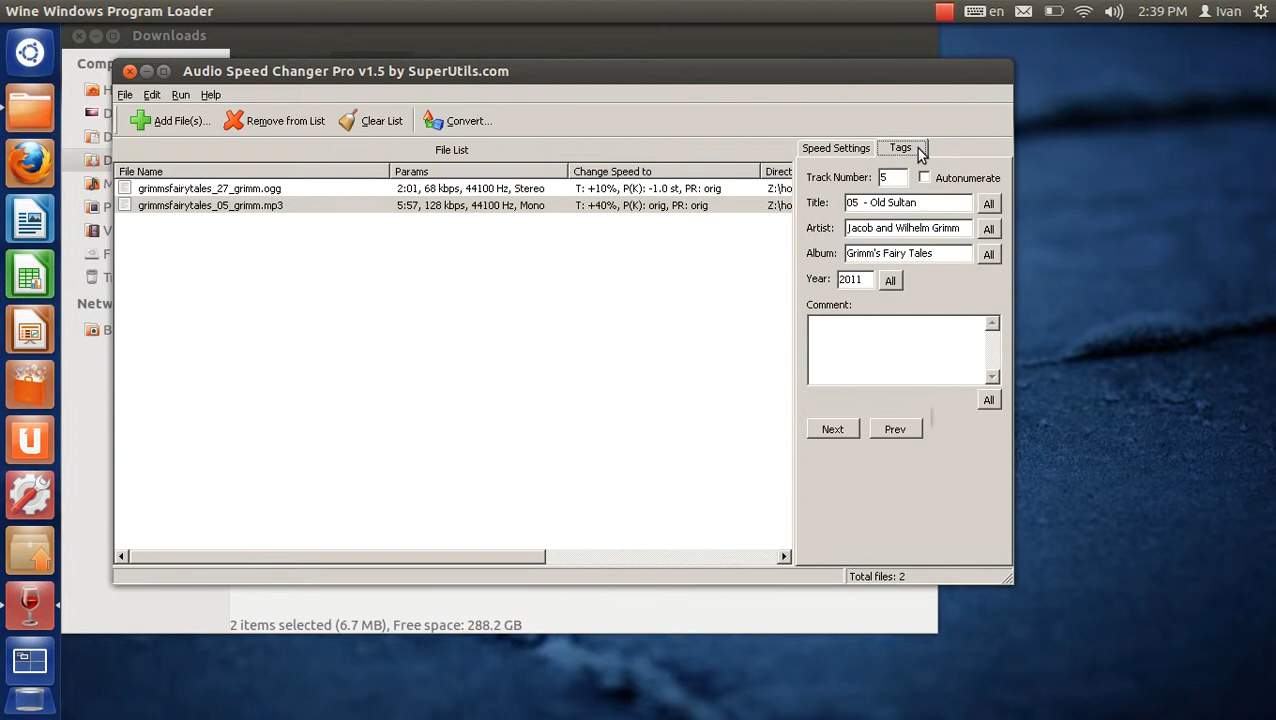 Wine Windows Program Loader
en
2:39 PM
Ivan
Downloads
Comp
H
D
D
D
M
P
V
F
T
Netw
B
Audio Speed Changer Pro v1.5 by SuperUtils.com
File Edit Run Help
Add File(s)... Remove from List Clear List Convert...
File List
File Name Params Change Speed to Direct
grimmsfairytales_27_grimm.ogg 2:01, 68 kbps, 44100 Hz, Stereo T: +10%, P(K): -1.0 st, PR: orig Z:\ho
grimmsfairytales_05_grimm.mp3 5:57, 128 kbps, 44100 Hz, Mono T: +40%, P(K): orig, PR: orig Z:\ho
Speed Settings Tags
Track Number: 5 Autonumerate
Title: 05 - Old Sultan All
Artist: Jacob and Wilhelm Grimm All
Album: Grimm's Fairy Tales All
Year: 2011 All
Comment:
All
Next Prev
Total files: 2
2 items selected (6.7 MB), Free space: 288.2 GB